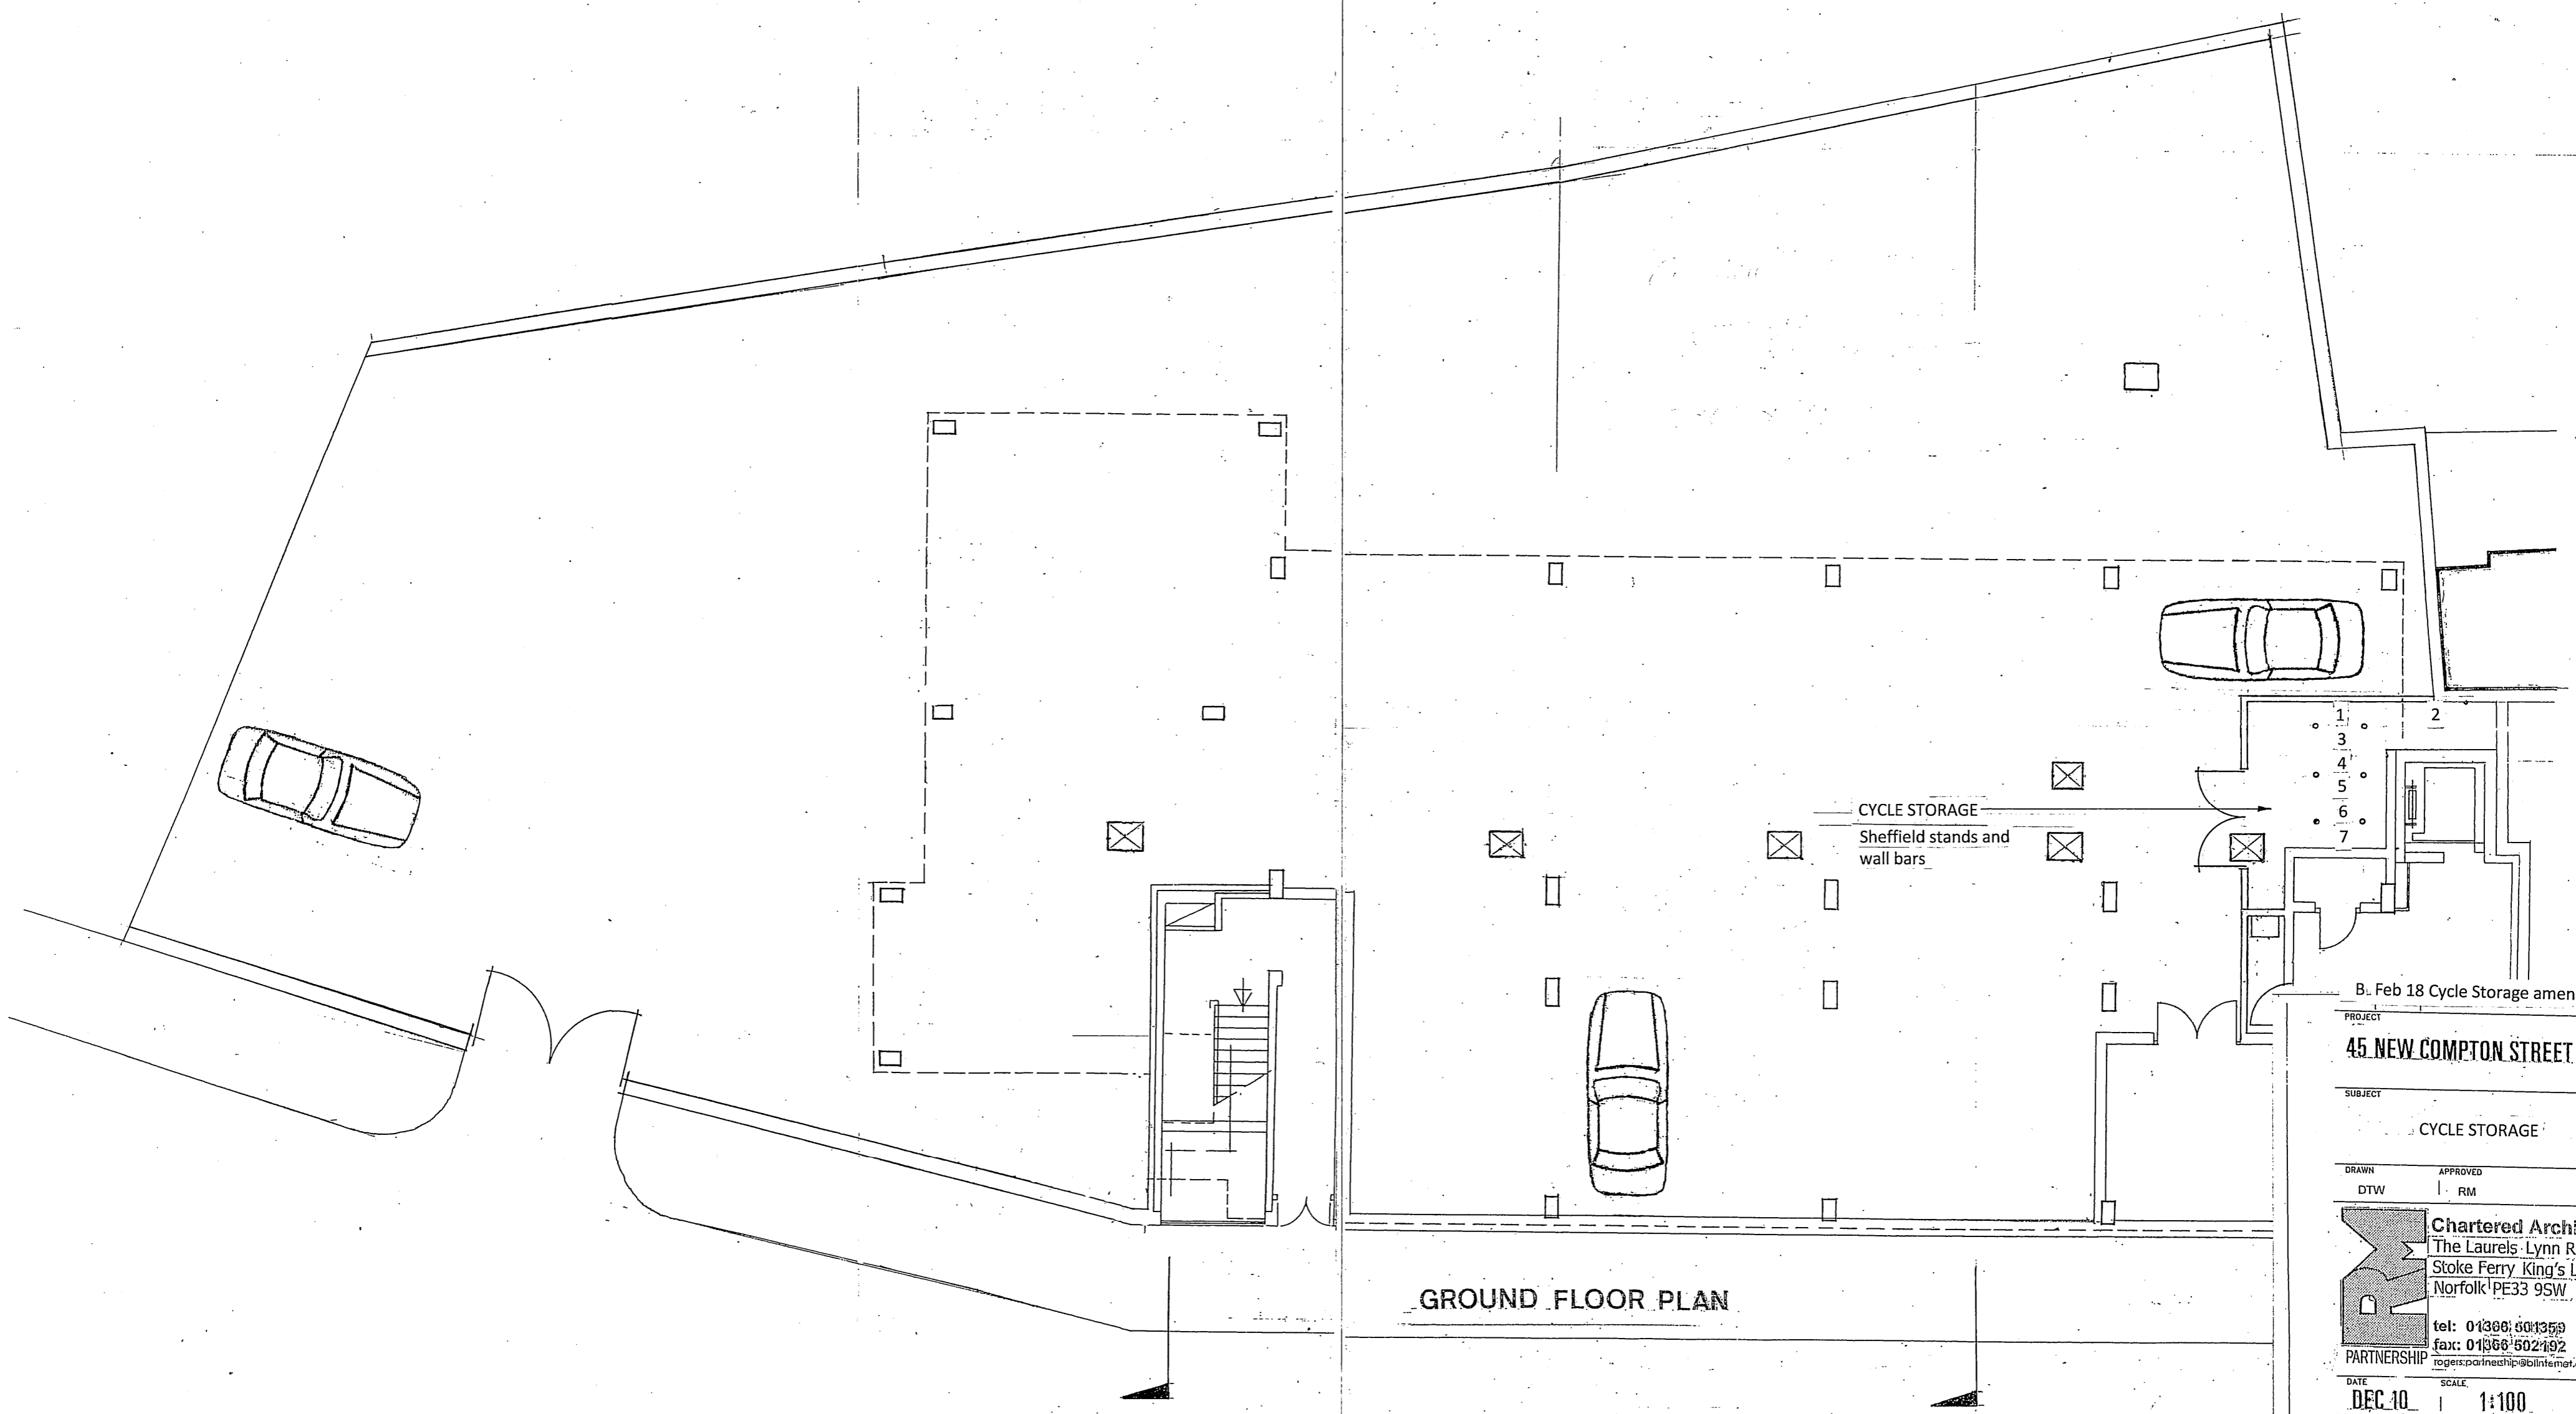 1
2
3
4
5
6
7
CYCLE STORAGE
Sheffield stands and
wall bars
GROUND FLOOR PLAN
B. Feb 18 Cycle Storage amen
PROJECT
45 NEW COMPTON STREET
SUBJECT
CYCLE STORAGE
DRAWN APPROVED
DTW RM
RM
PARTNERSHIP
Chartered Archi
The Laurels Lynn R
Stoke Ferry King's L
Norfolk PE33 9SW
tel: 01366 501359
fax: 01366 502192
DATE SCALE
DEC 10 1:100